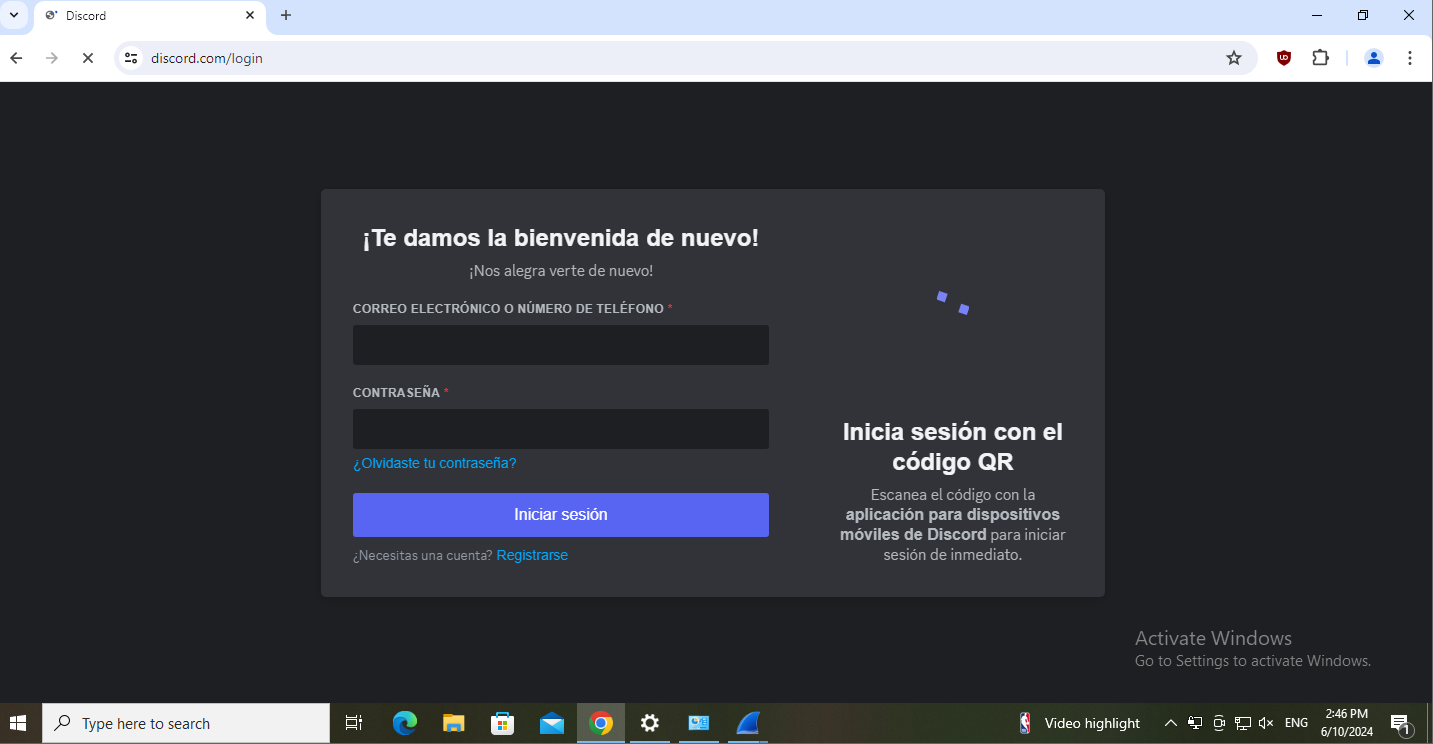 Discord
discord.com/login
¡Te damos la bienvenida de nuevo!
¡Nos alegra verte de nuevo!
CORREO ELECTRÓNICO O NÚMERO DE TELÉFONO *
CONTRASEÑA *
¿Olvidaste tu contraseña?
Iniciar sesión
¿Necesitas una cuenta? Registrarse
Inicia sesión con el
código QR
Escanea el código con la
aplicación para dispositivos
móviles de Discord para iniciar
sesión de inmediato.
Activate Windows
Go to Settings to activate Windows.
Type here to search
Video highlight
ENG
2:46 PM
6/10/2024
1